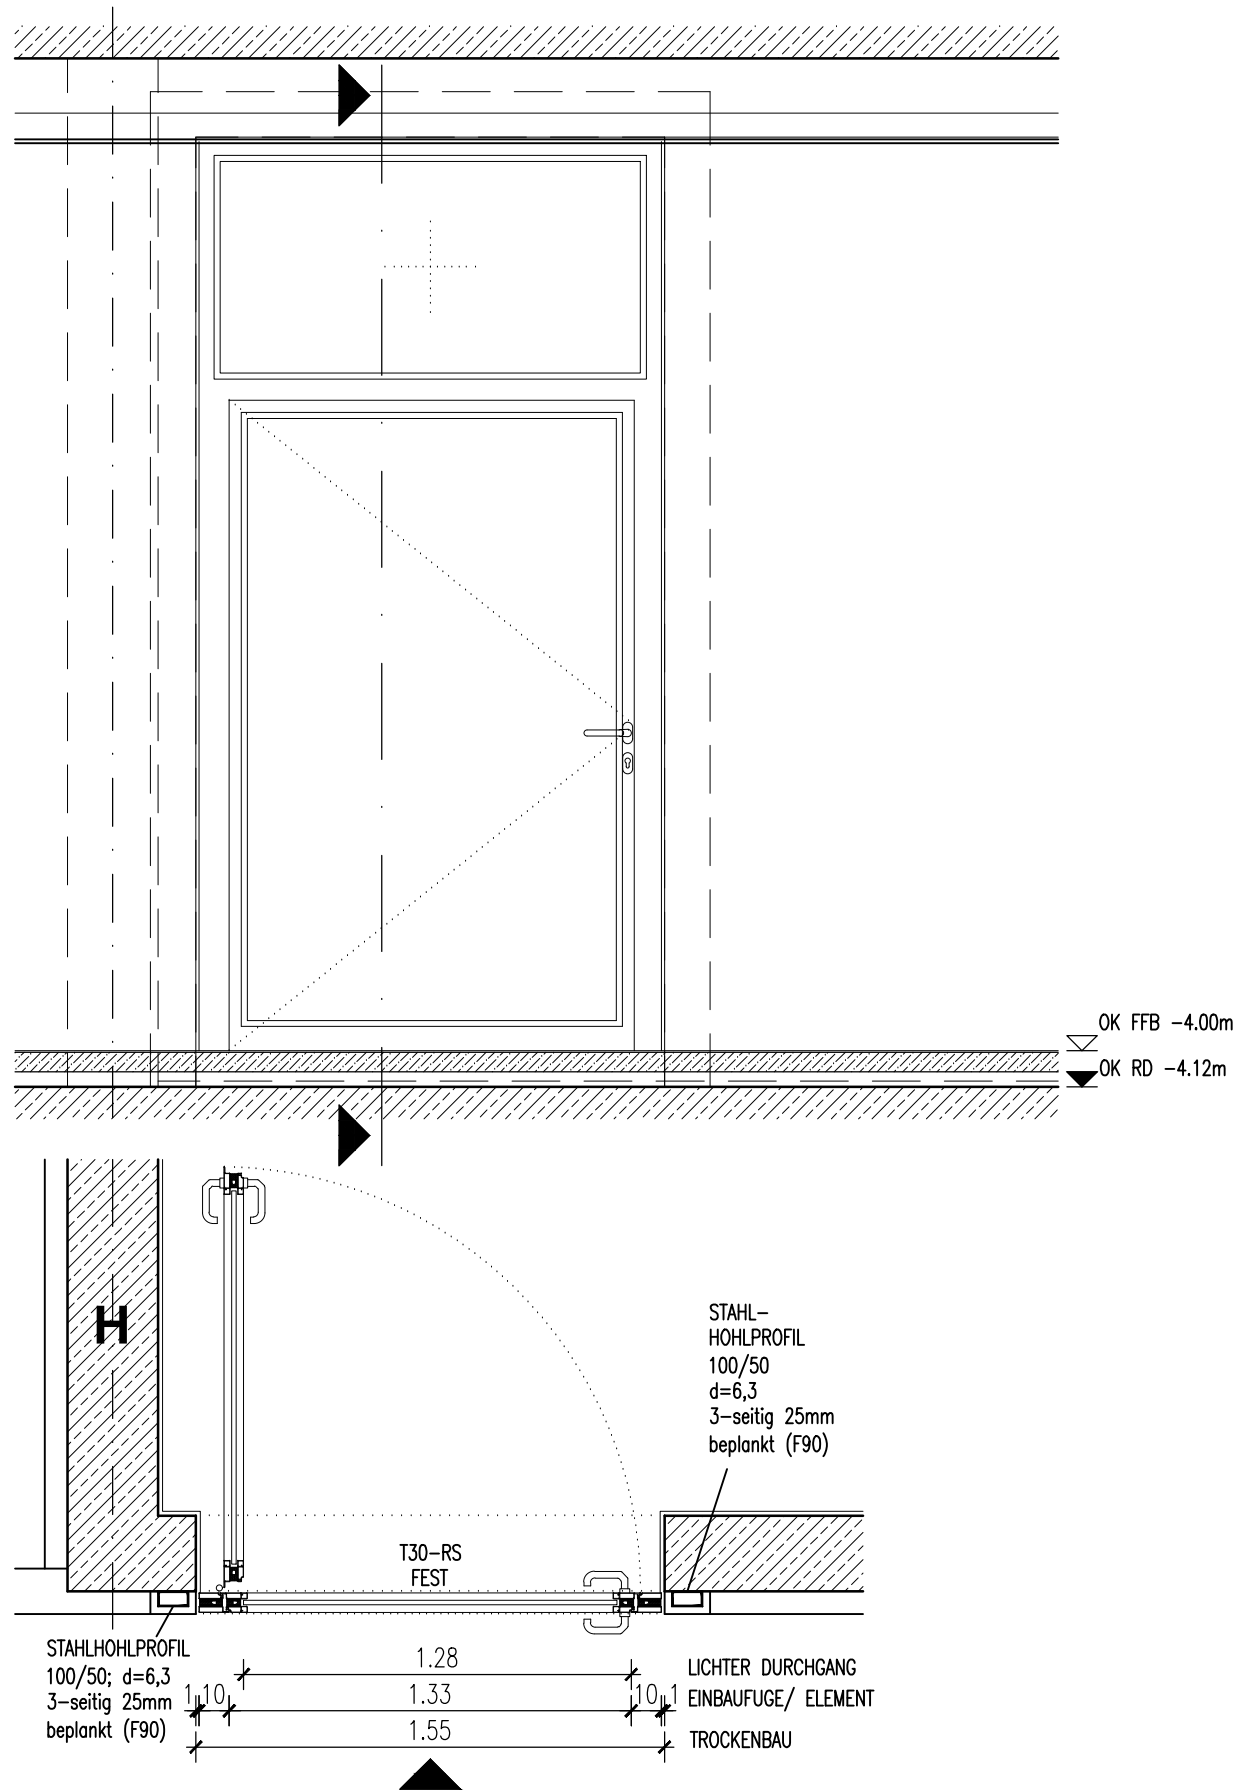 OK FFB -4.00m
OK RD -4.12m
H
STAHL-
HOHLPROFIL
100/50
d=6,3
3-seitig 25mm
beplankt (F90)
T30-RS
FEST
STAHLHOHLPROFIL
100/50; d=6,3
3-seitig 25mm
beplankt (F90)
1.28
LICHTER DURCHGANG
1 10 1.33 10 1
EINBAUFUGE/ ELEMENT
1.55
TROCKENBAU